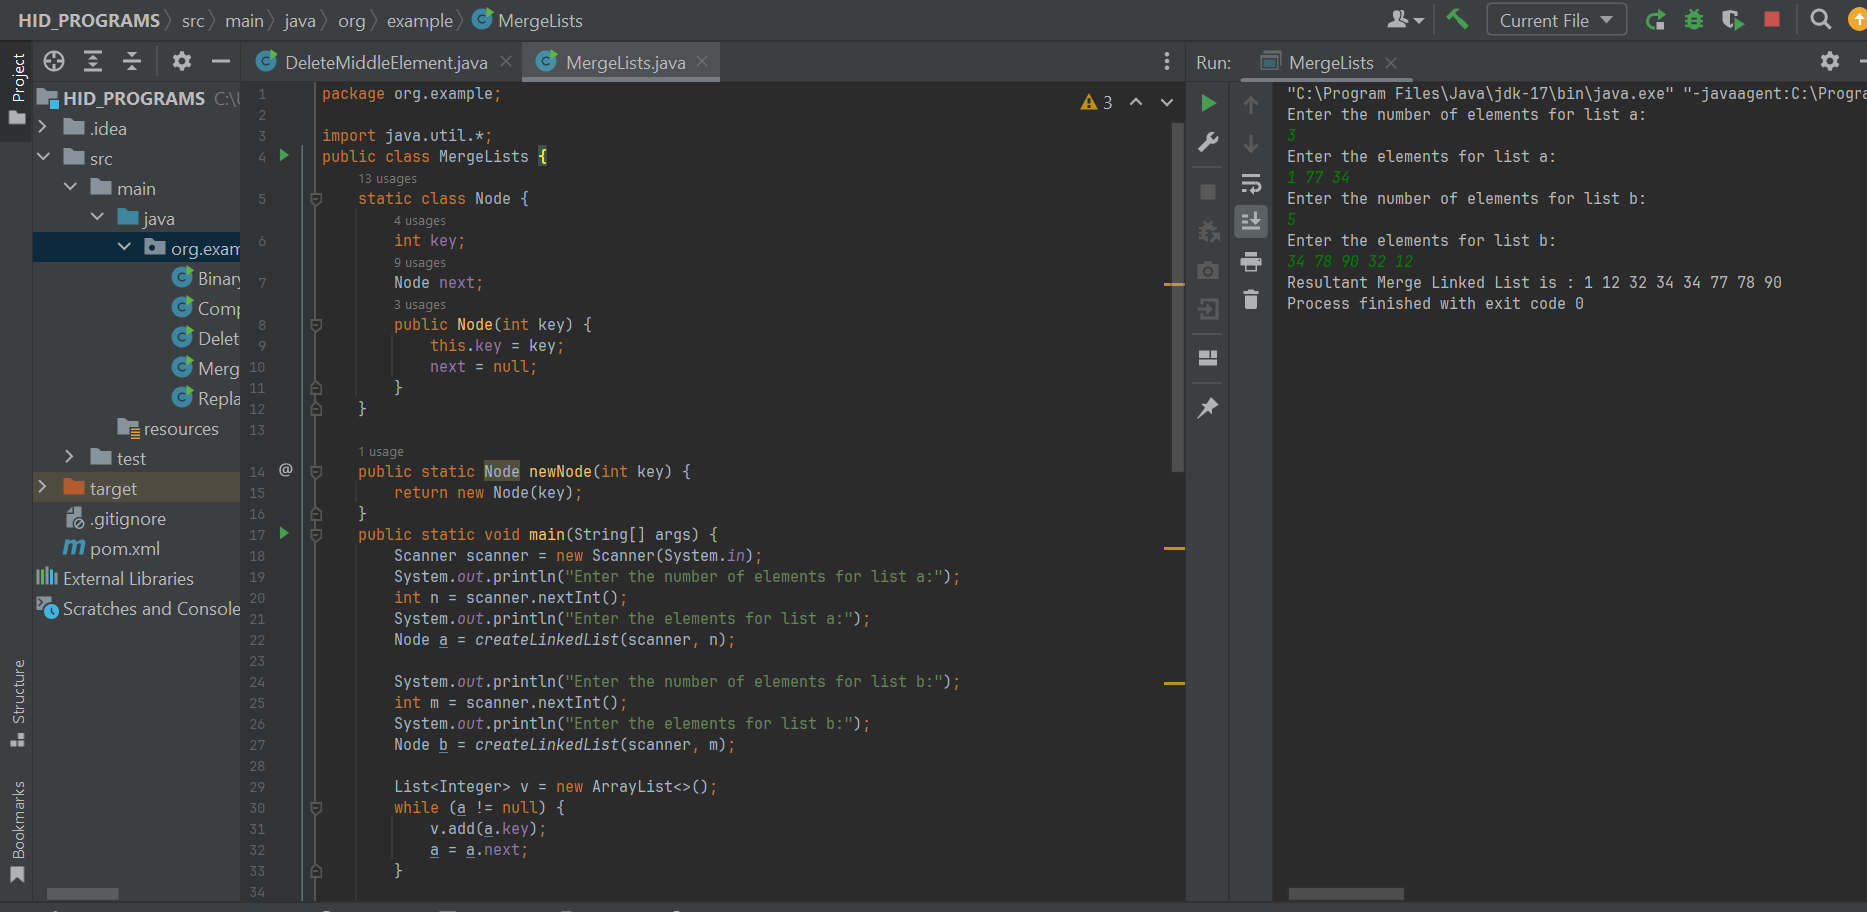 HID_PROGRAMS src main java org example MergeLists
Current File
Project
HID_PROGRAMS C:\U
.idea
src
main
java
org.exam
Binary
Comp
Delet
Merg
Repla
resources
test
target
.gitignore
pom.xml
External Libraries
Scratches and Console
Structure
Bookmarks
DeleteMiddleElement.java MergeLists.java
3
1 package org.example;
2
3 import java.util.*;
4 public class MergeLists {
13 usages
5 static class Node {
4 usages
6 int key;
9 usages
7 Node next;
3 usages
8 public Node(int key) {
9 this.key = key;
10 next = null;
11 }
12 }
13
1 usage
14 @ public static Node newNode(int key) {
15 return new Node(key);
16 }
17 public static void main(String[] args) {
18 Scanner scanner = new Scanner(System.in);
19 System.out.println("Enter the number of elements for list a:");
20 int n = scanner.nextInt();
21 System.out.println("Enter the elements for list a:");
22 Node a = createLinkedList(scanner, n);
23
24 System.out.println("Enter the number of elements for list b:");
25 int m = scanner.nextInt();
26 System.out.println("Enter the elements for list b:");
27 Node b = createLinkedList(scanner, m);
28
29 List<Integer> v = new ArrayList<>();
30 while (a != null) {
31 v.add(a.key);
32 a = a.next;
33 }
34
Run: MergeLists
"C:\Program Files\Java\jdk-17\bin\java.exe" "-javaagent:C:\Progra
Enter the number of elements for list a:
3
Enter the elements for list a:
1 77 34
Enter the number of elements for list b:
5
Enter the elements for list b:
34 78 90 32 12
Resultant Merge Linked List is : 1 12 32 34 34 77 78 90
Process finished with exit code 0